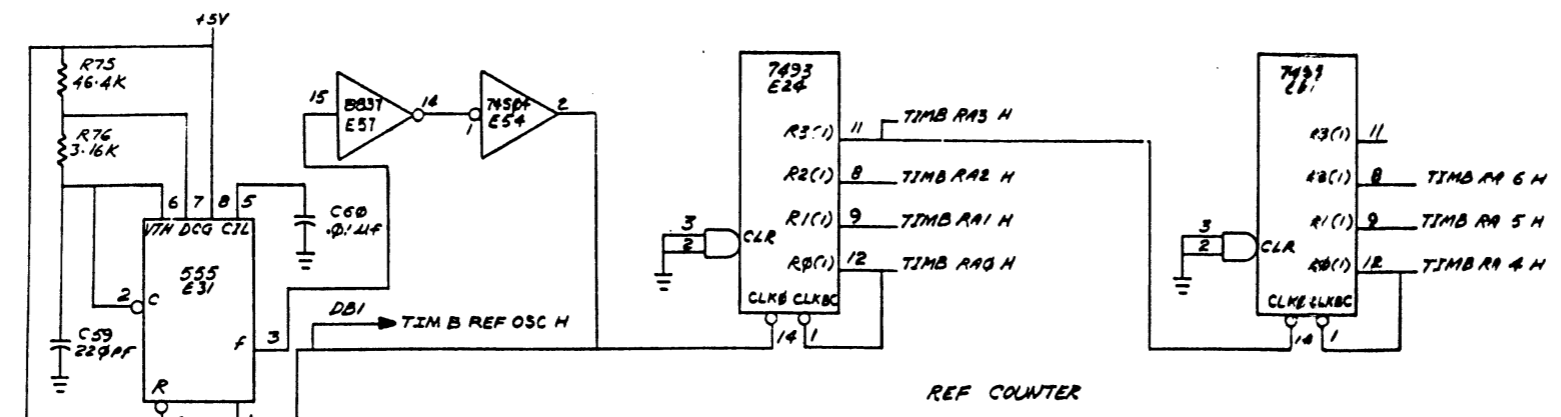 +5V
R75
46.4K
R76
3.16K
6 7 8 5
VTH DCG
C60
.01uf
555
E31
2
C
C59
220pf
f
3
R
15
8837
E57
14
1
74S04
E54
2
DB1
TIM B REF OSC H
7493
E24
R3(1)
11
TIMB RA3 H
R2(1)
8
TIMB RA2 H
R1(1)
9
TIMB RA1 H
R0(1)
12
TIMB RA0 H
3
2
CLR
CLK0 CLKBC
14
1
R3(1)
11
8
TIMB RA 6 H
R1(1)
9
TIMB RA 5 H
R0(1)
12
TIMB RA 4 H
3
2
CLR
CLK0 CLKBC
14
1
REF COUNTER